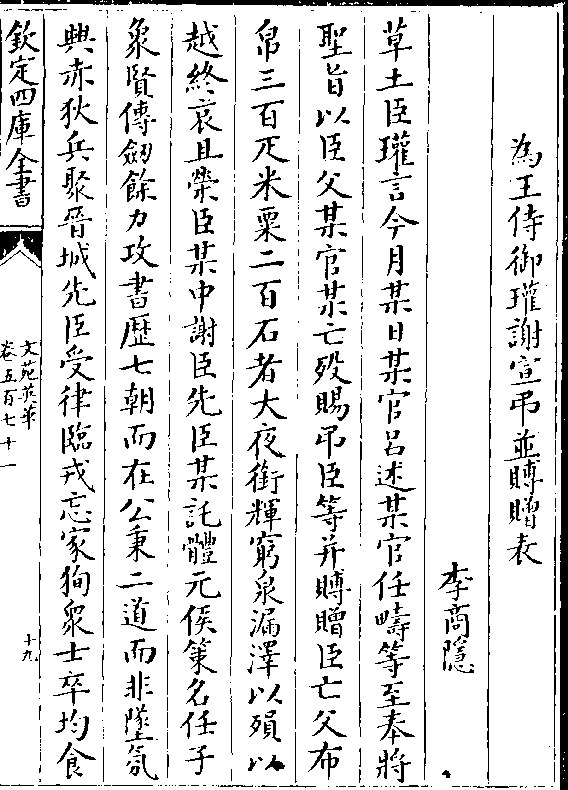 為王侍御瓘謝宣弔並賻贈表
李商隱
草土臣瓘言今月某日某官呂述某官任疇等至奉將
聖旨以臣父某官某亡歿賜弔臣等并賻贈臣亡父布
帛三百疋米粟二百石者大夜銜輝窮泉漏澤以殞以
越終哀且榮臣某中謝臣先臣某託體元侯策名任子
象賢傳劒餘力攻書歷七朝而在公秉二道而非墜氛
興赤狄兵聚晉城先臣受律臨戎忘家狥衆士卒均食
欽定四庫全書
文苑英華
卷五百七十一
十九